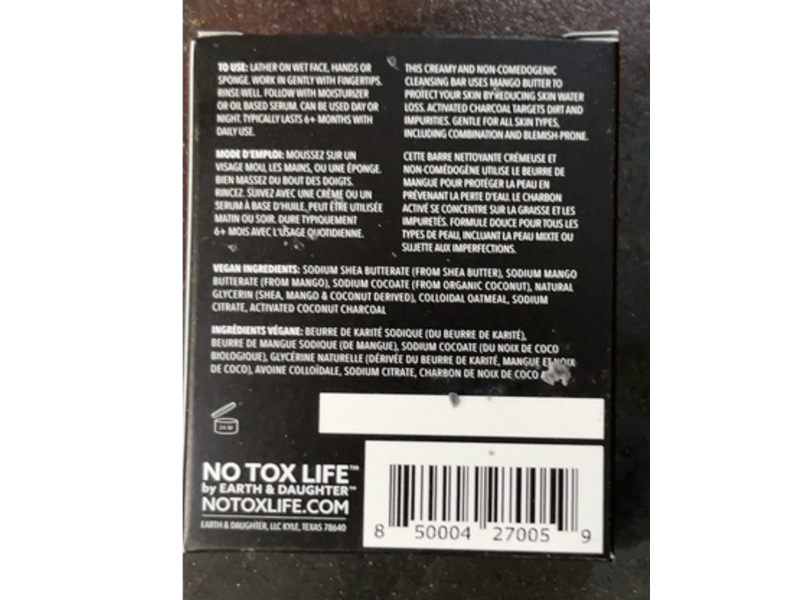 TO USE: LATHER ON WET FACE, HANDS OR
SPONGE. WORK IN GENTLY WITH FINGERTIPS.
RINSE WELL. FOLLOW WITH MOISTURIZER
OR OIL BASED SERUM. CAN BE USED DAY OR
NIGHT. TYPICALLY LASTS 6+ MONTHS WITH
DAILY USE.
THIS CREAMY AND NON-COMEDOGENIC
CLEANSING BAR USES MANGO BUTTER TO
PROTECT YOUR SKIN BY REDUCING SKIN WATER
LOSS. ACTIVATED CHARCOAL TARGETS DIRT AND
IMPURITIES. GENTLE FOR ALL SKIN TYPES,
INCLUDING COMBINATION AND BLEMISH-PRONE.
MODE D'EMPLOI: MOUSSEZ SUR UN
VISAGE MOU, LES MAINS, OU UNE ÉPONGE.
BIEN MASSEZ DU BOUT DES DOIGTS.
RINCEZ. SUIVEZ AVEC UNE CRÈME OU UN
SERUM À BASE D'HUILE. PEUT ÊTRE UTILISÉE
MATIN OU SOIR. DURE TYPIQUEMENT
6+ MOIS AVEC L'USAGE QUOTIDIENNE.
CETTE BARRE NETTOYANTE CRÉMEUSE ET
NON-COMÉDOGÈNE UTILISE LE BEURRE DE
MANGUE POUR PROTÉGER LA PEAU EN
PRÉVENANT LA PERTE D'EAU. LE CHARBON
ACTIVÉ SE CONCENTRE SUR LA GRAISSE ET LES
IMPURETÉS. FORMULE DOUCE POUR TOUS LES
TYPES DE PEAU, INCLUANT LA PEAU MIXTE OU
SUJETTE AUX IMPERFECTIONS.
VEGAN INGREDIENTS: SODIUM SHEA BUTTERATE (FROM SHEA BUTTER), SODIUM MANGO
BUTTERATE (FROM MANGO), SODIUM COCOATE (FROM ORGANIC COCONUT), NATURAL
GLYCERIN (SHEA, MANGO & COCONUT DERIVED), COLLOIDAL OATMEAL, SODIUM
CITRATE, ACTIVATED COCONUT CHARCOAL
INGRÉDIENTS VÉGANE: BEURRE DE KARITÉ SODIQUE (DU BEURRE DE KARITÉ),
BEURRE DE MANGUE SODIQUE (DE MANGUE), SODIUM COCOATE (DU NOIX DE COCO
BIOLOGIQUE), GLYCÉRINE NATURELLE (DÉRIVÉE DU BEURRE DE KARITÉ, MANGUE ET NOIX
DE COCO), AVOINE COLLOÏDALE, SODIUM CITRATE, CHARBON DE NOIX DE COCO
24 M
NO TOX LIFE™
by EARTH & DAUGHTER™
NOTOXLIFE.COM
EARTH & DAUGHTER, LLC KYLE, TEXAS 78640
8 50004 27005 9